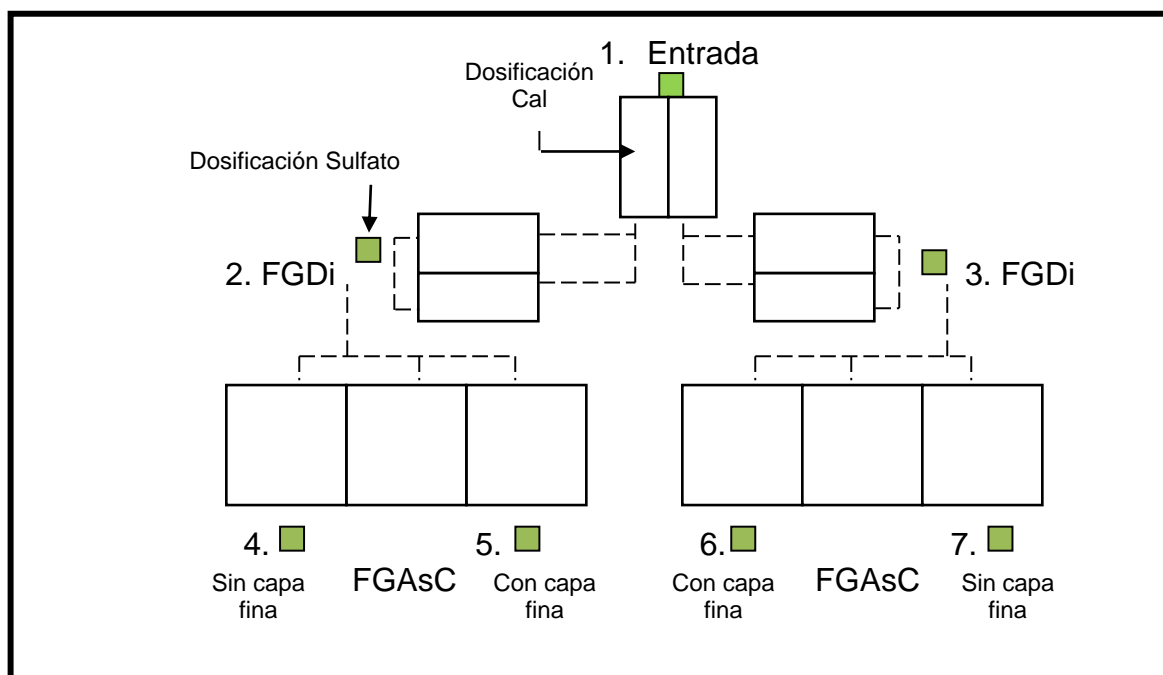 1. Entrada
Dosificación
Cal
Dosificación Sulfato
2. FGDi
3. FGDi
4.
5.
6.
7.
Sin capa
fina
FGAsC
Con capa
fina
Con capa
fina
FGAsC
Sin capa
fina